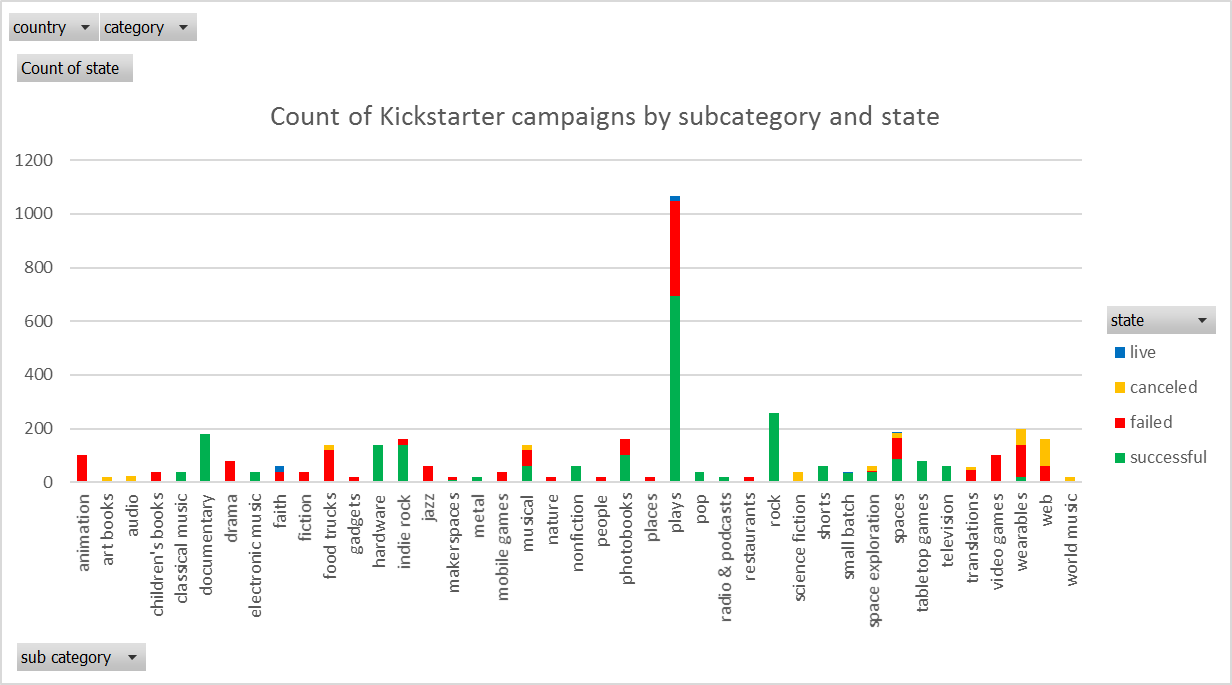 country category
Count of state
Count of Kickstarter campaigns by subcategory and state
1200
1000
800
600
400
200
0
animation
art books
audio
children's books
classical music
documentary
drama
electronic music
faith
fiction
food trucks
gadgets
hardware
indie rock
jazz
makerspaces
metal
mobile games
musical
nature
nonfiction
people
photobooks
places
plays
pop
radio & podcasts
restaurants
rock
science fiction
shorts
small batch
space exploration
spaces
tabletop games
television
translations
video games
wearables
web
world music
state
live
canceled
failed
successful
sub category